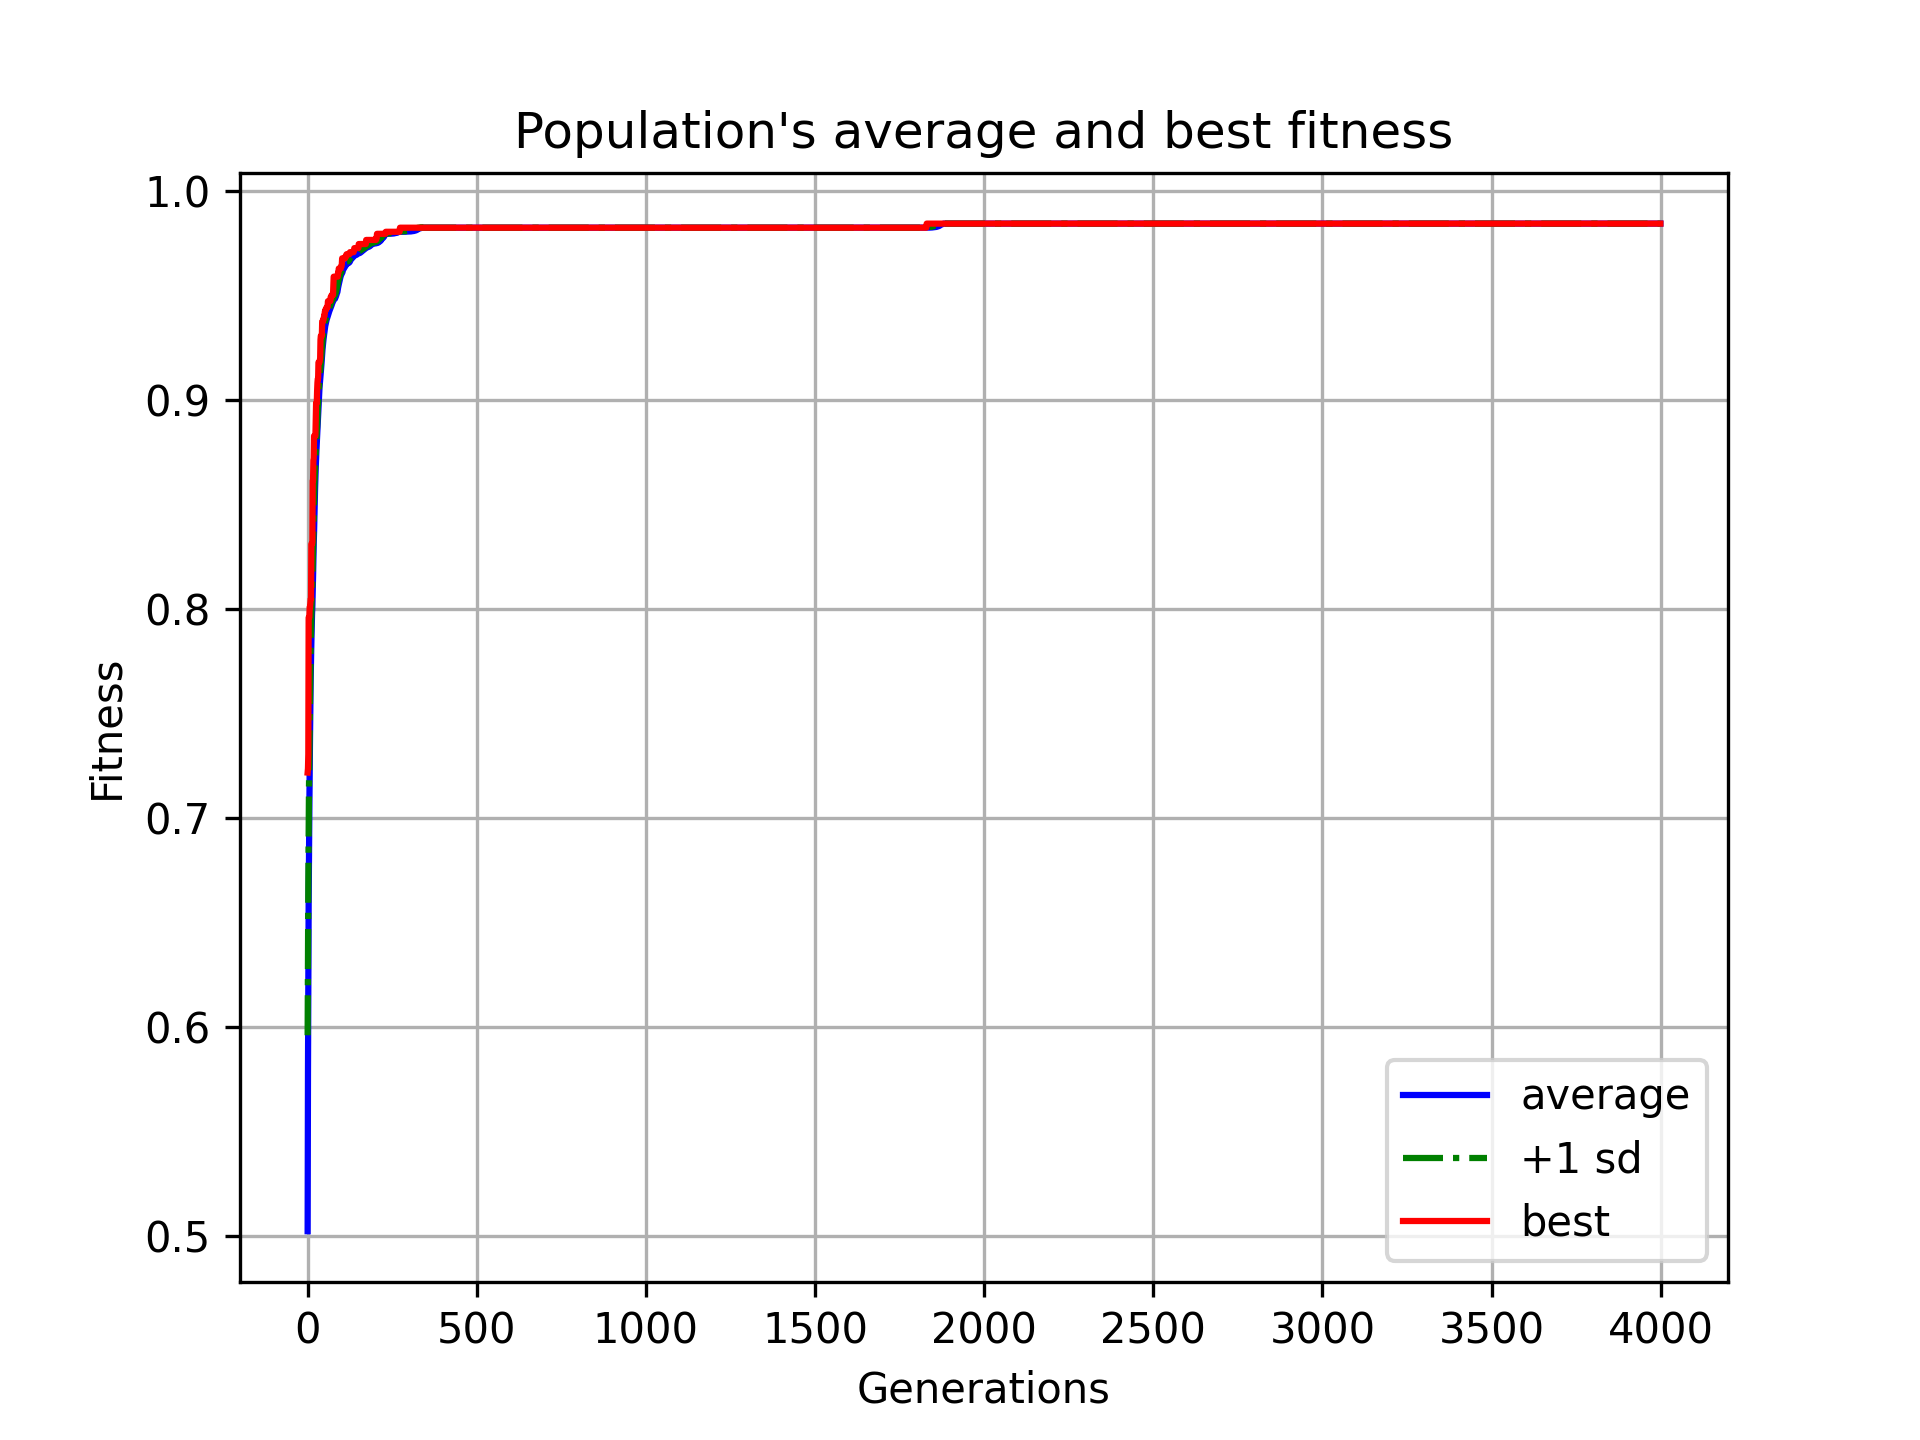 Population's average and best fitness
1.0
0.9
0.8
0.7
0.6
0.5
Fitness
average
+1 sd
best
0 500 1000 1500 2000 2500 3000 3500 4000
Generations